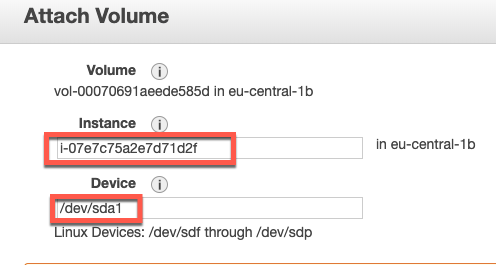 Attach Volume
Volume i
vol-00070691aeede585d in eu-central-1b
Instance i
i-07e7c75a2e7d71d2f in eu-central-1b
Device i
/dev/sda1
Linux Devices: /dev/sdf through /dev/sdp